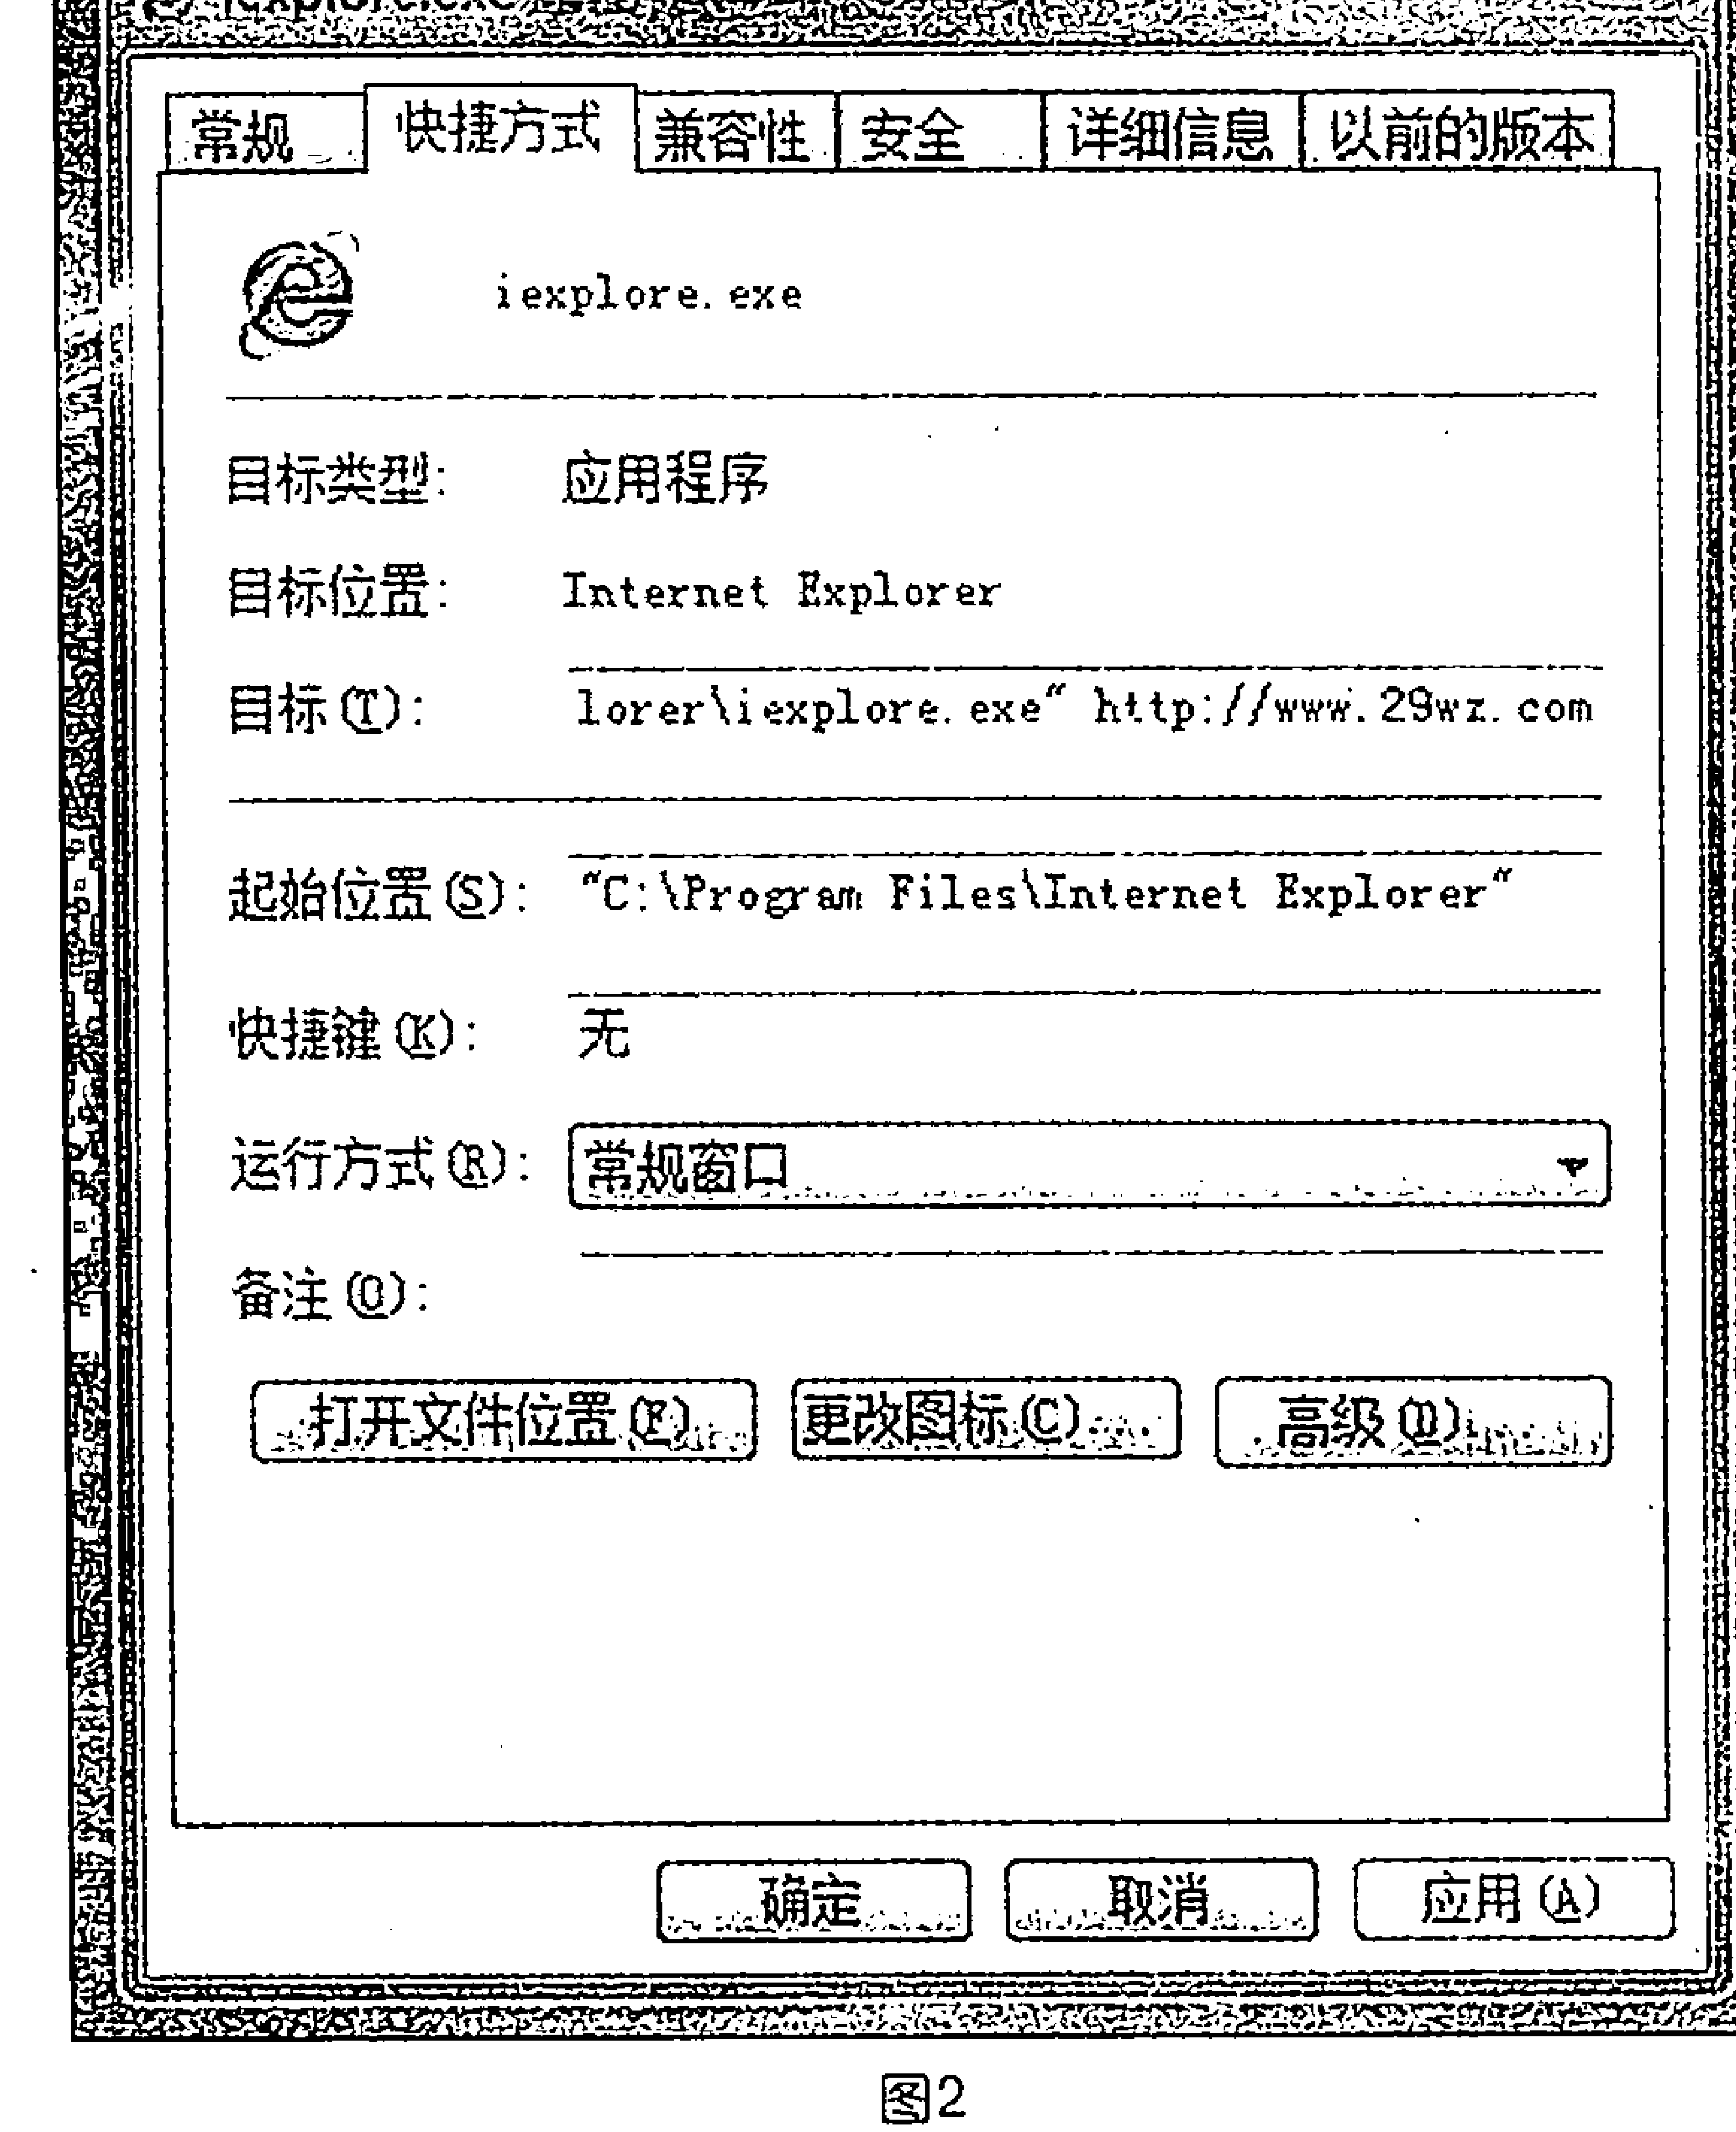 iexplore.exe
常规 快捷方式 兼容性 安全 详细信息 以前的版本
iexplore.exe
目标类型: 应用程序
目标位置: Internet Explorer
目标(T): lorer\iexplore.exe" http://www.29wz.com
起始位置(S): "C:\Program Files\Internet Explorer"
快捷键(K): 无
运行方式(R): 常规窗口
备注(O):
打开文件位置(F) 更改图标(C)... 高级(D)...
确定 取消 应用(A)
图2